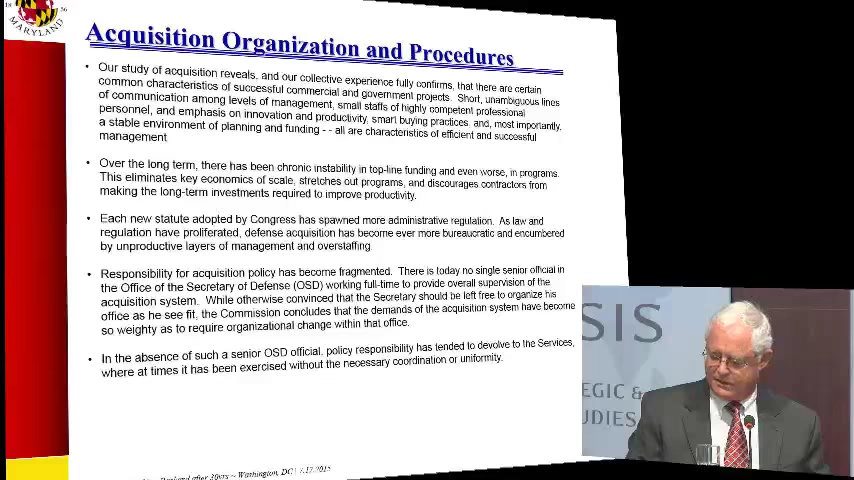 18 56
MARYLAND
Acquisition Organization and Procedures
• Our study of acquisition reveals, and our collective experience fully confirms, that there are certain
common characteristics of successful commercial and government projects. Short, unambiguous lines
of communication among levels of management, small staffs of highly competent professional
personnel, and emphasis on innovation and productivity, smart buying practices, and, most importantly,
a stable environment of planning and funding - - all are characteristics of efficient and successful
management
• Over the long term, there has been chronic instability in top-line funding and even worse, in programs.
This eliminates key economics of scale, stretches out programs, and discourages contractors from
making the long-term investments required to improve productivity.
• Each new statute adopted by Congress has spawned more administrative regulation. As law and
regulation have proliferated, defense acquisition has become ever more bureaucratic and encumbered
by unproductive layers of management and overstaffing.
• Responsibility for acquisition policy has become fragmented. There is today no single senior official in
the Office of the Secretary of Defense (OSD) working full-time to provide overall supervision of the
acquisition system. While otherwise convinced that the Secretary should be left free to organize his
office as he see fit, the Commission concludes that the demands of the acquisition system have become
so weighty as to require organizational change within that office.
• In the absence of such a senior OSD official, policy responsibility has tended to devolve to the Services,
where at times it has been exercised without the necessary coordination or uniformity.
after 30yrs ~ Washington, DC | 7.17.2015
SIS
EGIC &
UDIES